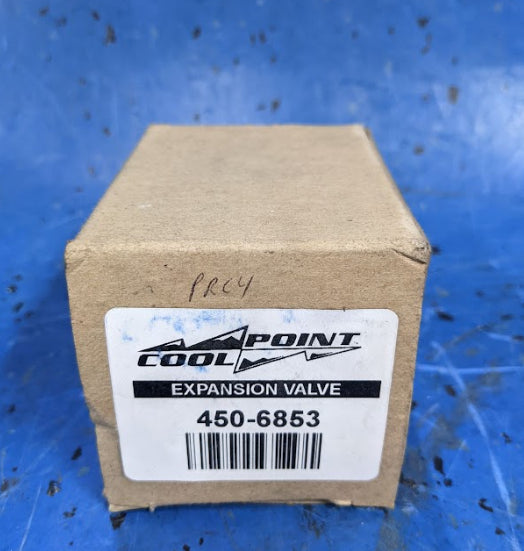 PRC4
COOL POINT
EXPANSION VALVE
450-6853